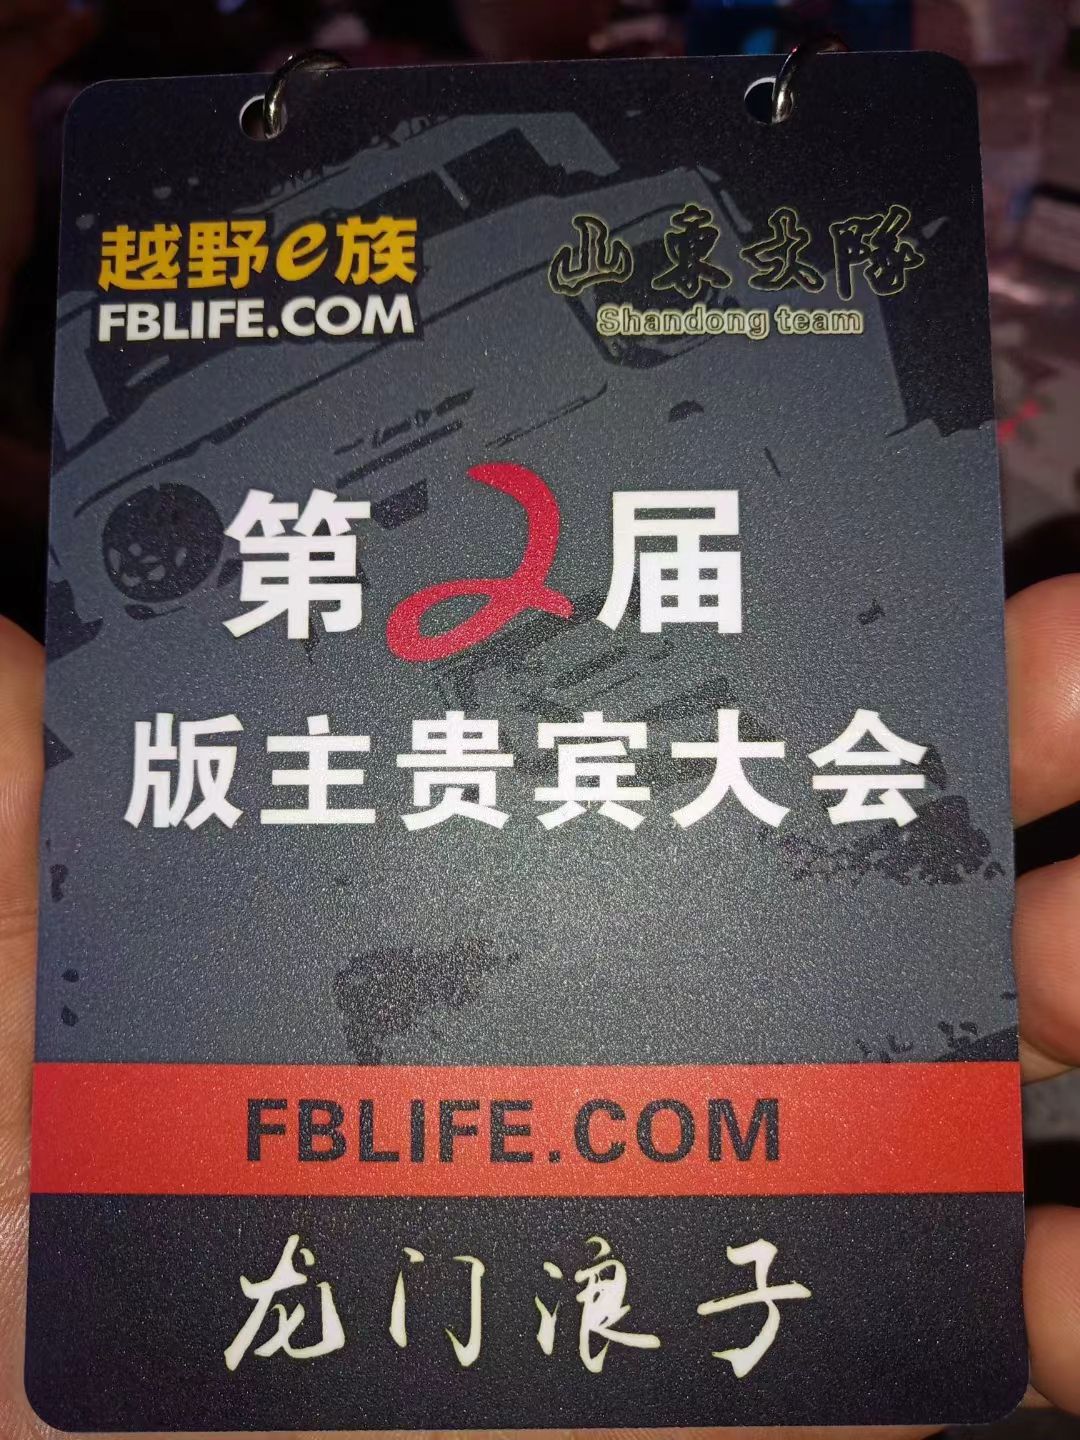 越野e族
FBLIFE.COM
山东大队
Shandong team
第2届
版主贵宾大会
FBLIFE.COM
龙门浪子